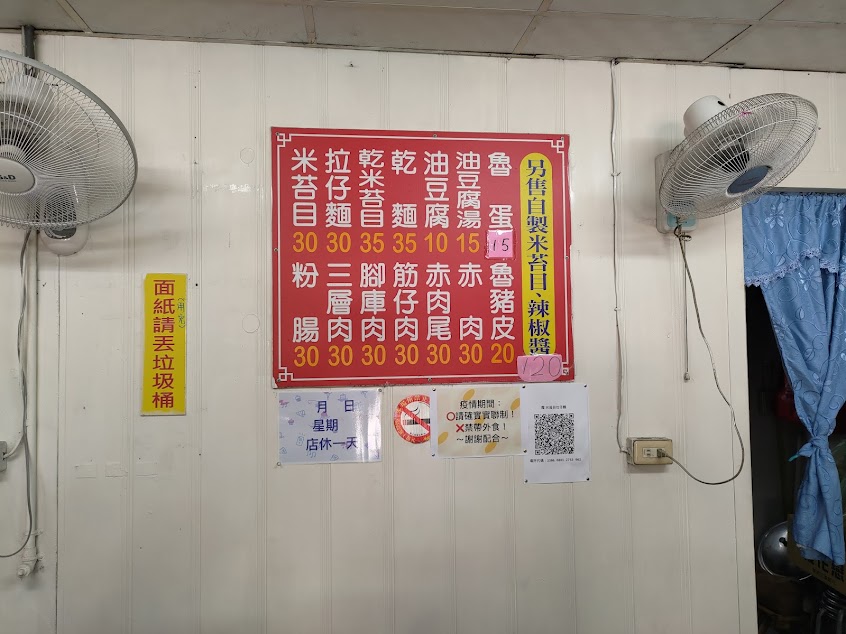 另售自製米苔目、辣椒醬
120
魯蛋
15
油豆腐湯
15
油豆腐
10
乾麵
35
乾米苔目
35
拉仔麵
30
米苔目
30
魯豬皮
20
赤肉
30
赤肉尾
30
筋仔肉
30
腳庫肉
30
三層肉
30
粉腸
30
面紙請丟垃圾桶
月 日
星期
店休一天
疫情期間：
⭕請確實實聯制！
❌禁帶外食！
～謝謝配合～